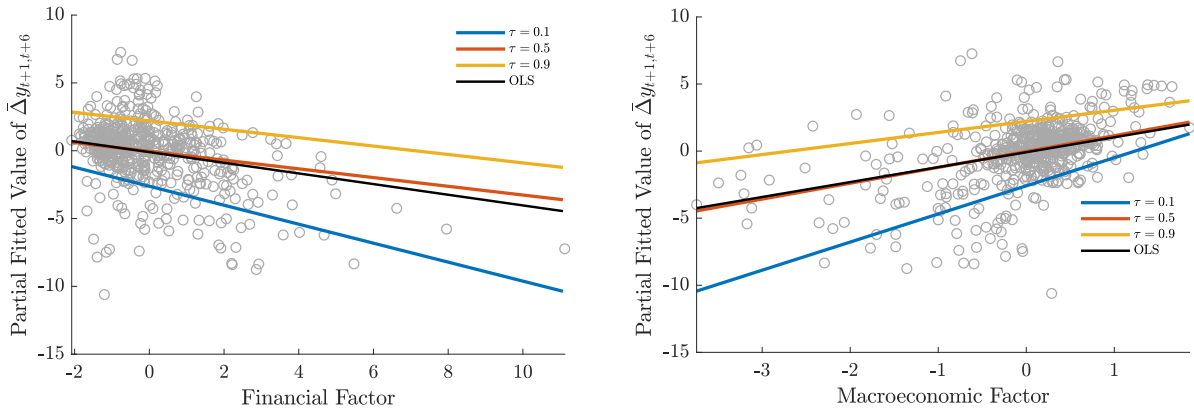 Partial Fitted Value of Δ̄y_{t+1,t+6}
10
5
0
-5
-10
-15
τ = 0.1
τ = 0.5
τ = 0.9
OLS
-2 0 2 4 6 8 10
Financial Factor
Partial Fitted Value of Δ̄y_{t+1,t+6}
10
5
0
-5
-10
-15
τ = 0.1
τ = 0.5
τ = 0.9
OLS
-3 -2 -1 0 1
Macroeconomic Factor